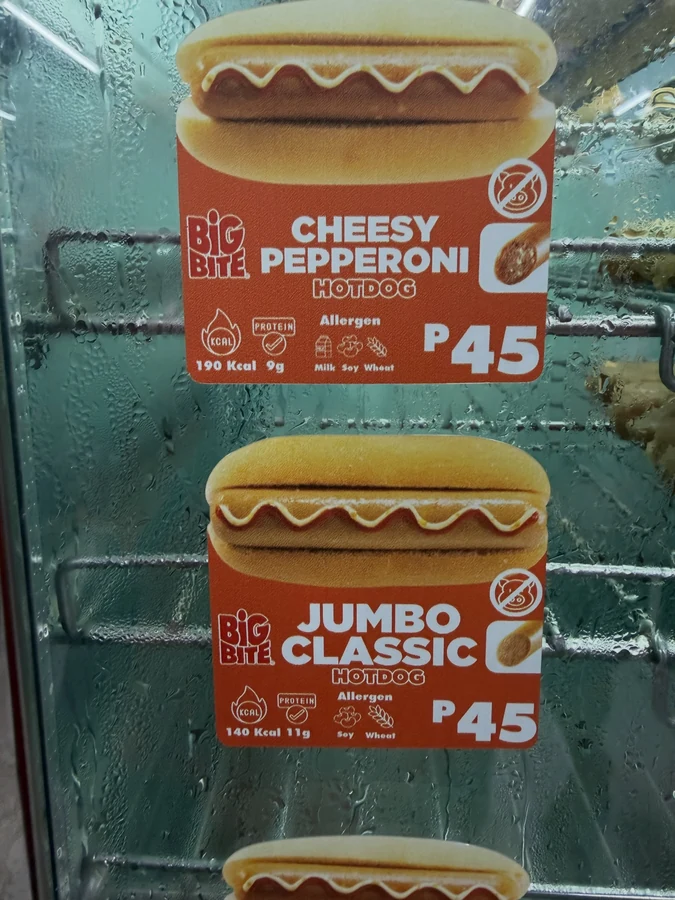 BiG
BITE
CHEESY
PEPPERONI
HOTDOG
KCAL
PROTEIN
Allergen
190 Kcal 9g
Milk Soy Wheat
P45
BiG
BITE
JUMBO
CLASSIC
HOTDOG
KCAL
PROTEIN
Allergen
140 Kcal 11g
Soy Wheat
P45